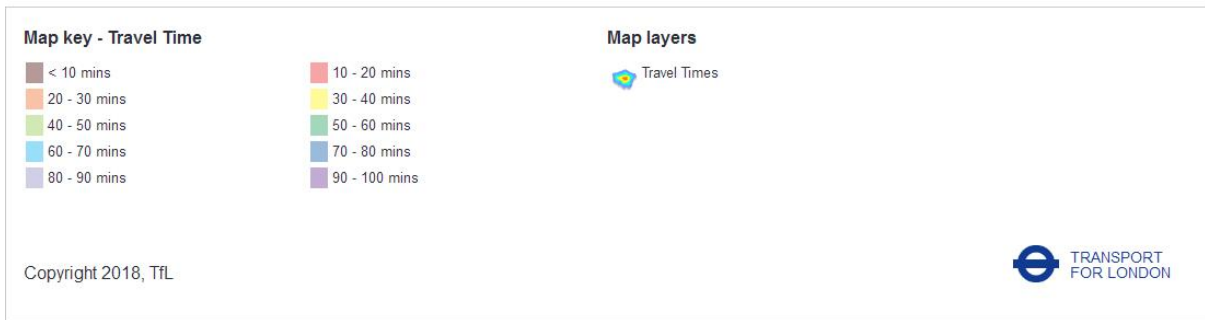 Map key - Travel Time
< 10 mins
10 - 20 mins
20 - 30 mins
30 - 40 mins
40 - 50 mins
50 - 60 mins
60 - 70 mins
70 - 80 mins
80 - 90 mins
90 - 100 mins
Map layers
Travel Times
Copyright 2018, TfL
TRANSPORT
FOR LONDON